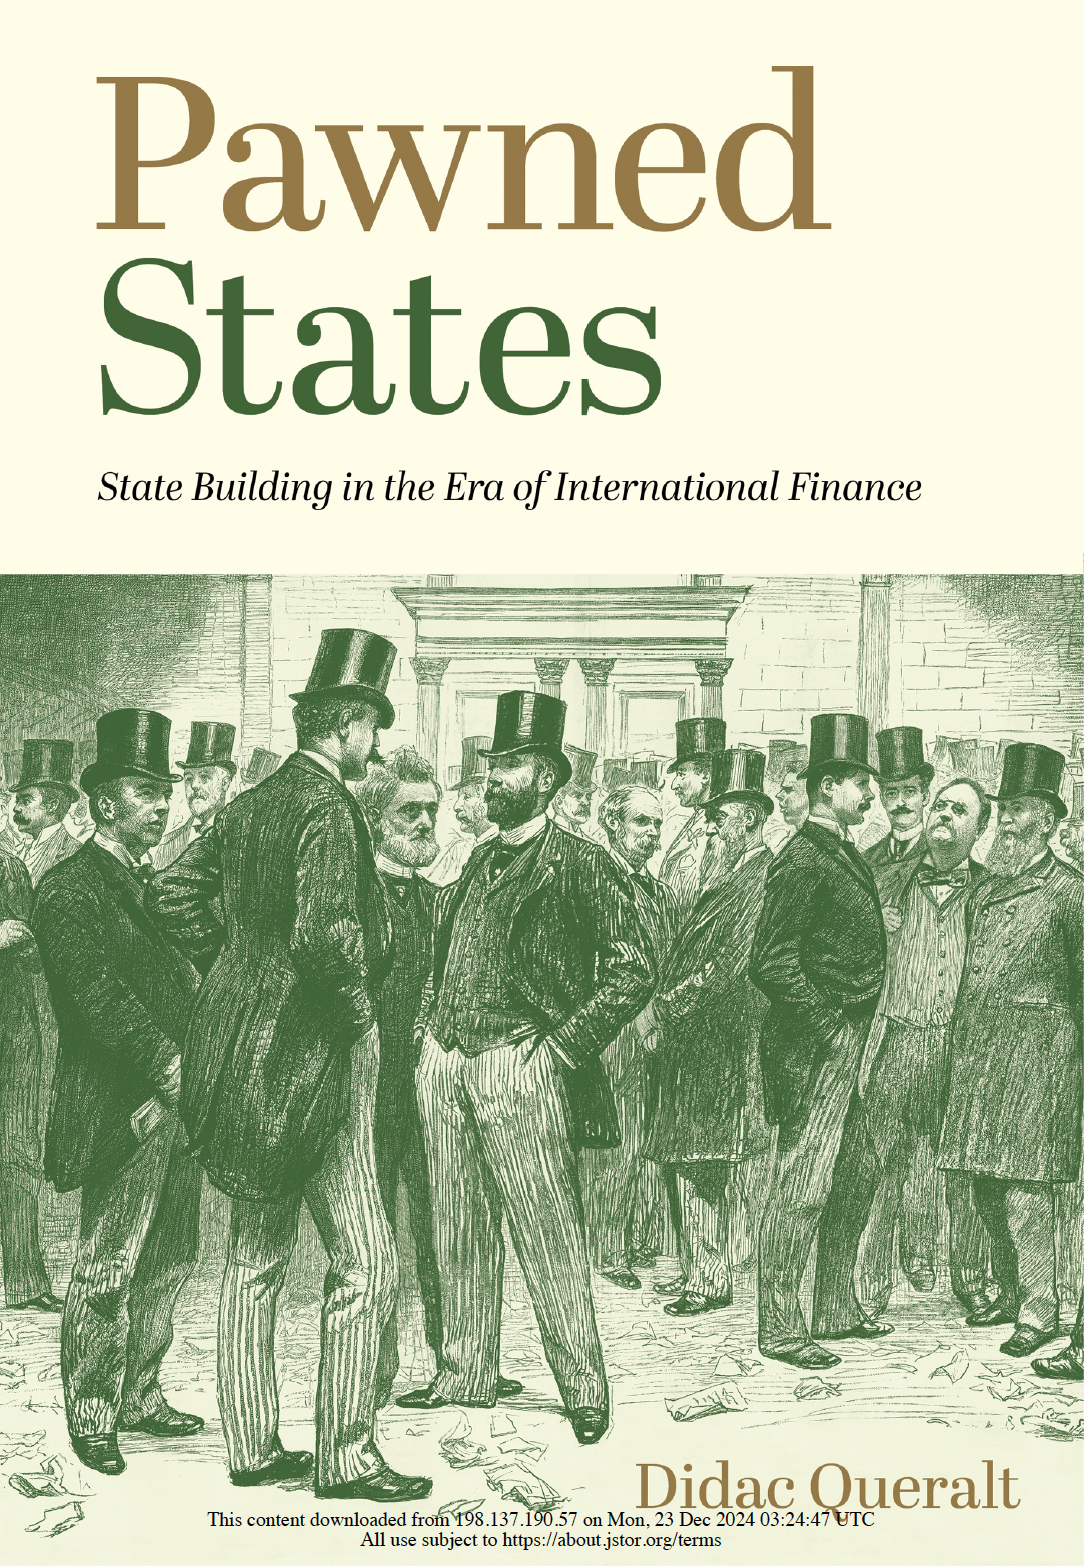 Pawned
States
State Building in the Era of International Finance
Didac Queralt
This content downloaded from 198.137.190.57 on Mon, 23 Dec 2024 03:24:47 UTC
All use subject to https://about.jstor.org/terms